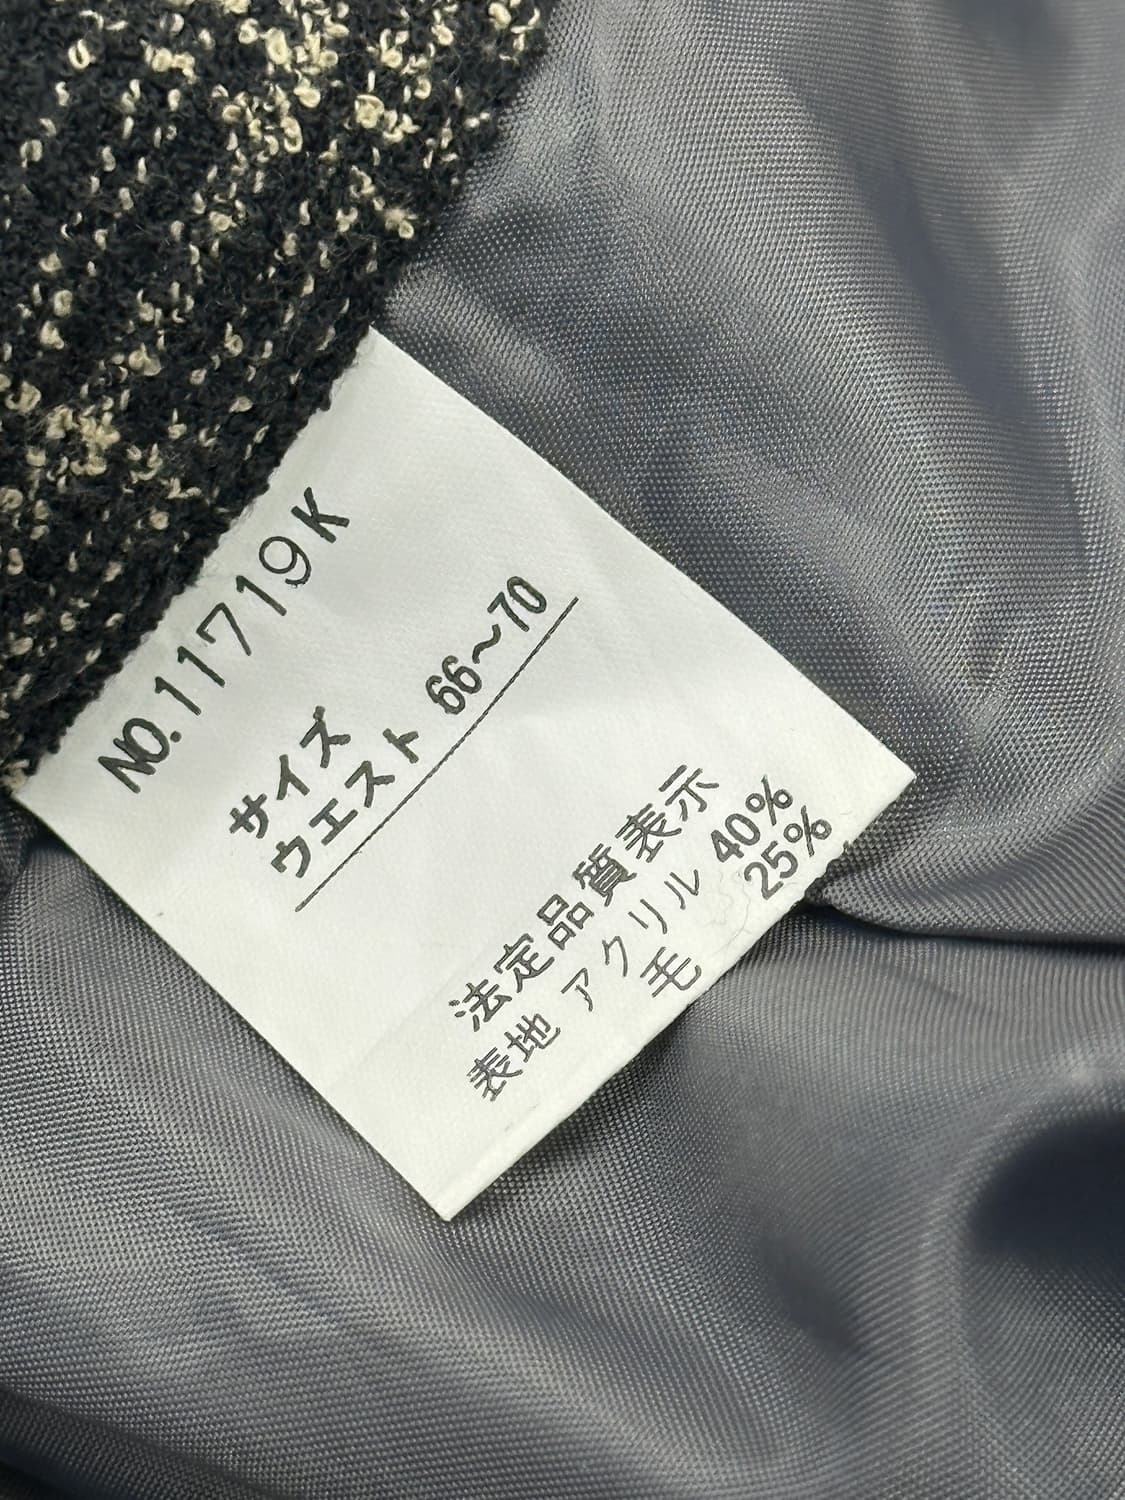 NO.11719K
サイズ
ウエスト 66～70
法定品質表示
表地 アクリル 40%
毛 25%